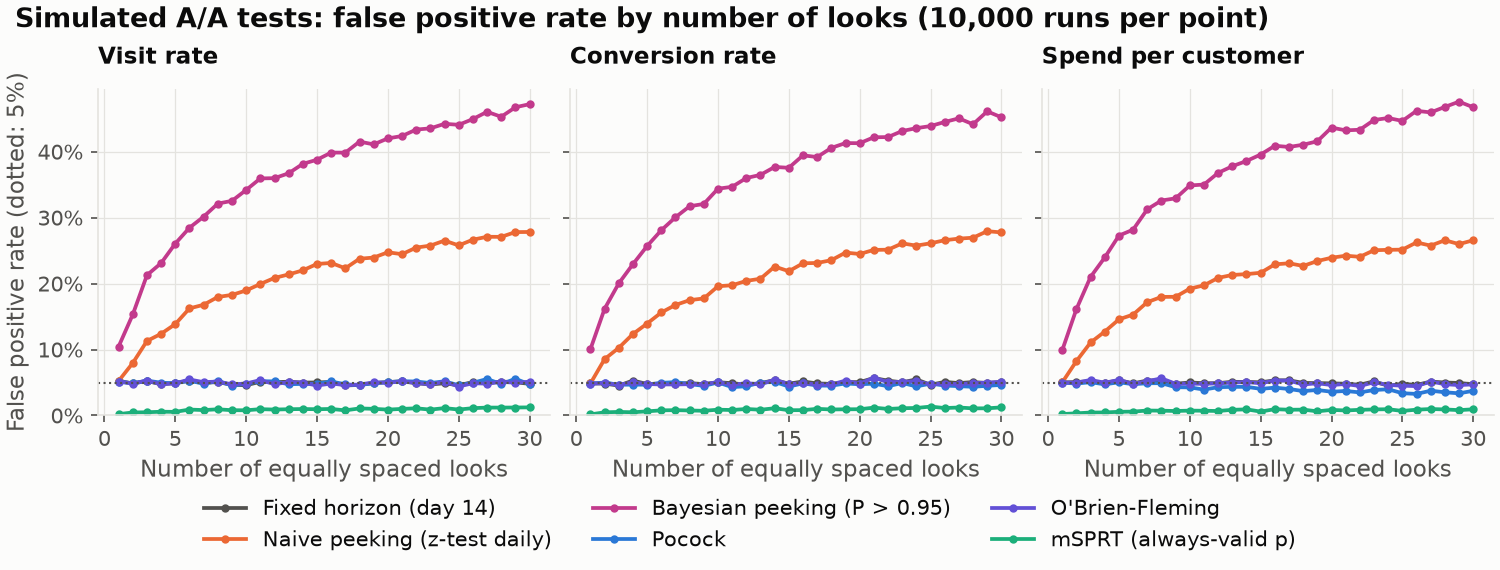 Simulated A/A tests: false positive rate by number of looks (10,000 runs per point)
Visit rate
Conversion rate
Spend per customer
False positive rate (dotted: 5%)
40%
30%
20%
10%
0%
0 5 10 15 20 25 30
0 5 10 15 20 25 30
0 5 10 15 20 25 30
Number of equally spaced looks
Number of equally spaced looks
Number of equally spaced looks
Fixed horizon (day 14)
Naive peeking (z-test daily)
Bayesian peeking (P > 0.95)
Pocock
O'Brien-Fleming
mSPRT (always-valid p)